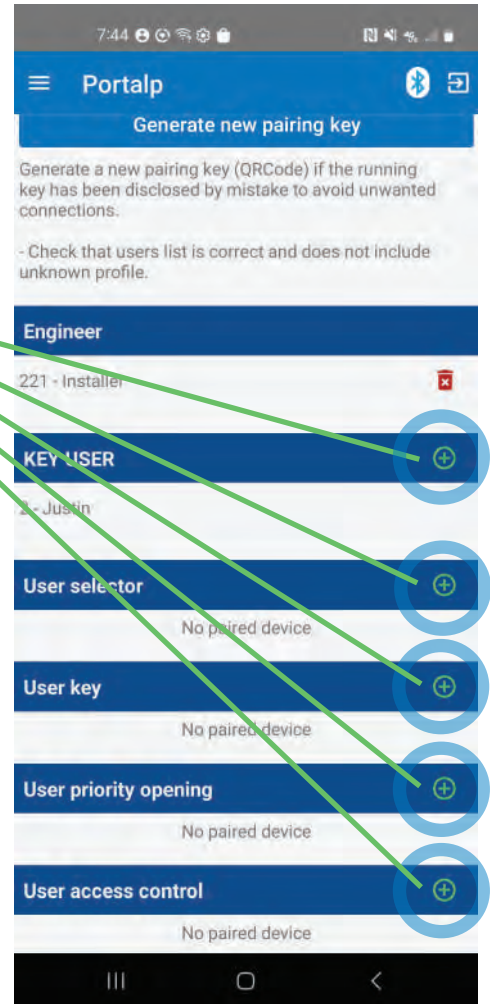 7:44
Portalp
Generate new pairing key
Generate a new pairing key (QRCode) if the running
key has been disclosed by mistake to avoid unwanted
connections.
- Check that users list is correct and does not include
unknown profile.
Engineer
221 - Installer
KEY USER
2 - Justin
User selector
No paired device
User key
No paired device
User priority opening
No paired device
User access control
No paired device